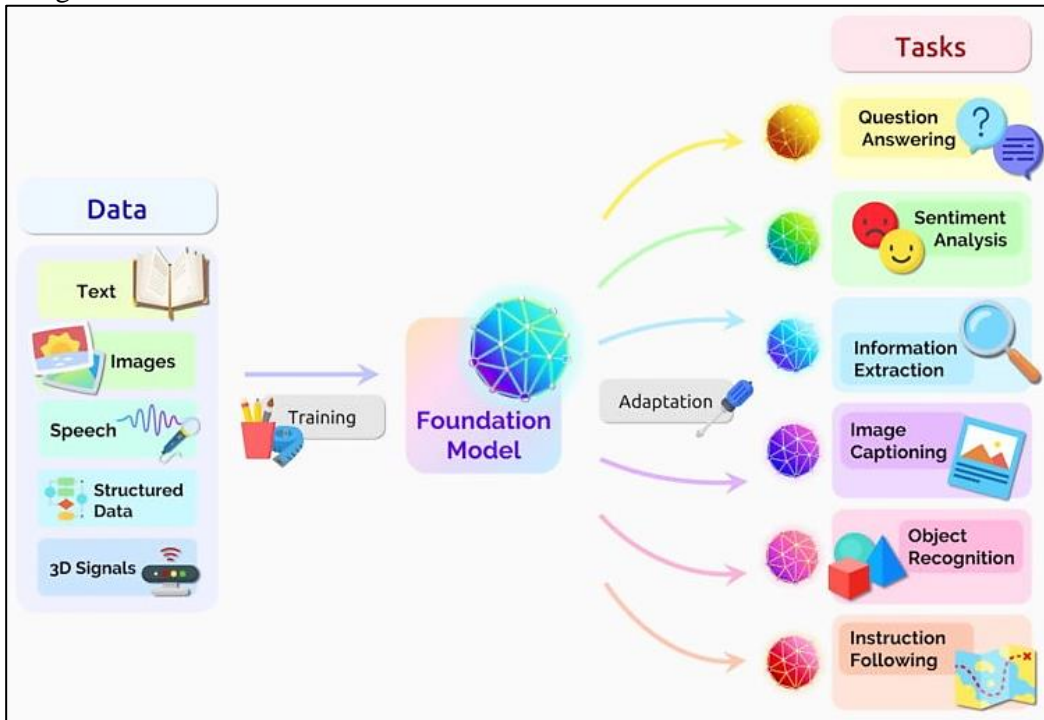 Data
Text
Images
Speech
Structured
Data
3D Signals
Training
Foundation
Model
Adaptation
Tasks
Question
Answering
?
Sentiment
Analysis
Information
Extraction
Image
Captioning
Object
Recognition
Instruction
Following